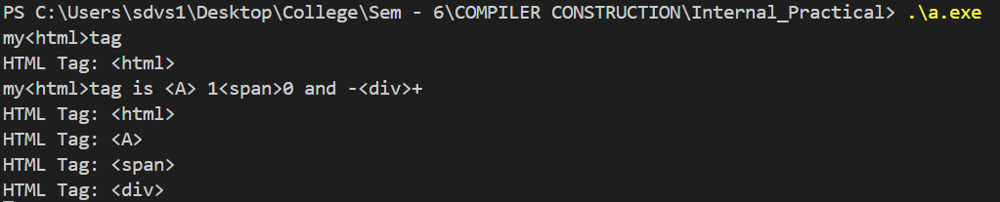 PS C:\Users\sdvs1\Desktop\College\Sem - 6\COMPILER CONSTRUCTION\Internal_Practical> .\a.exe
my<html>tag
HTML Tag: <html>
my<html>tag is <A> 1<span>0 and -<div>+
HTML Tag: <html>
HTML Tag: <A>
HTML Tag: <span>
HTML Tag: <div>